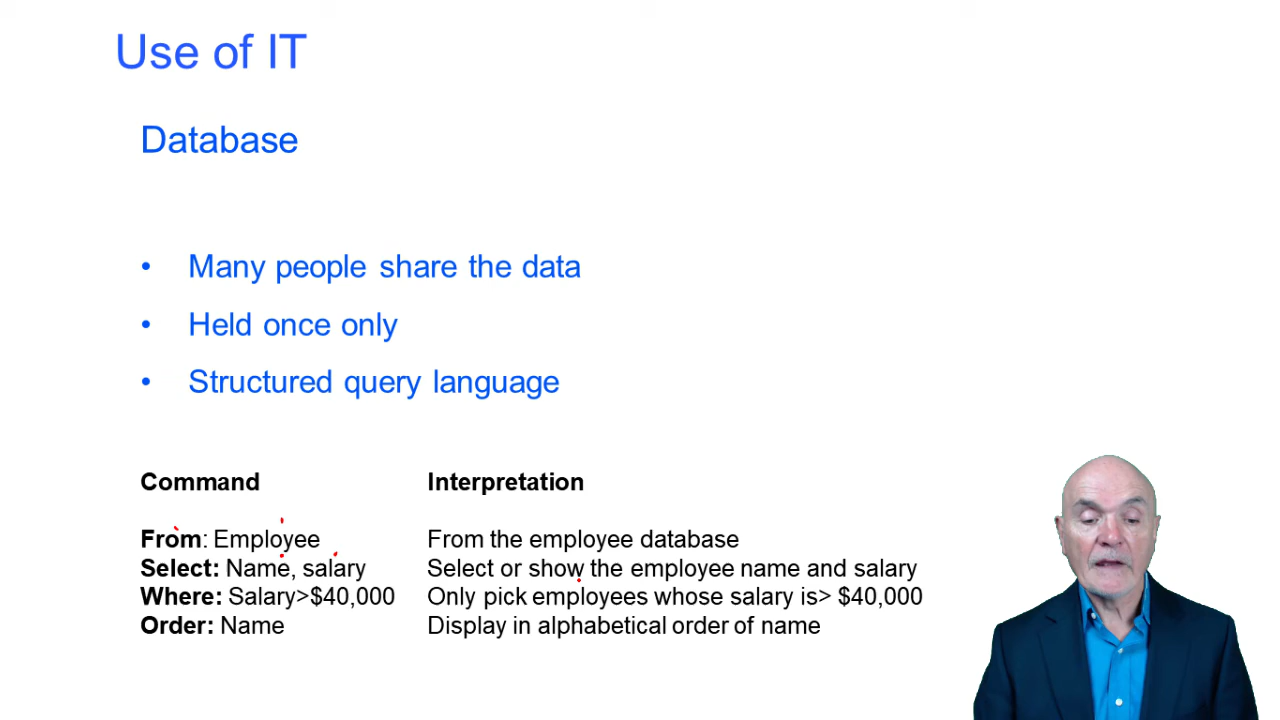 Use of IT
Database
• Many people share the data
• Held once only
• Structured query language
Command Interpretation
From: Employee From the employee database
Select: Name, salary Select or show the employee name and salary
Where: Salary>$40,000 Only pick employees whose salary is> $40,000
Order: Name Display in alphabetical order of name